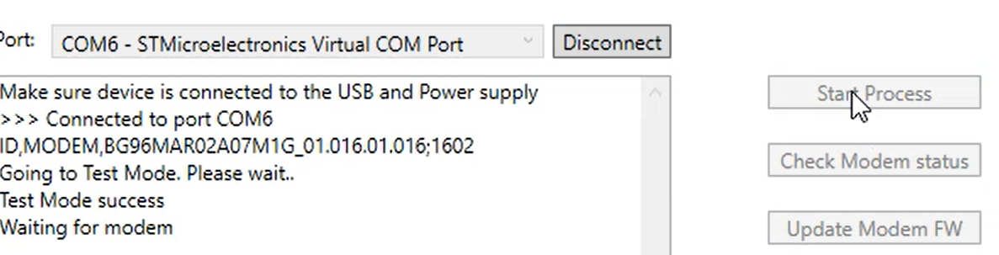 Port: COM6 - STMicroelectronics Virtual COM Port Disconnect
Make sure device is connected to the USB and Power supply
>>> Connected to port COM6
ID,MODEM,BG96MAR02A07M1G_01.016.01.016;1602
Going to Test Mode. Please wait..
Test Mode success
Waiting for modem
Start Process
Check Modem status
Update Modem FW